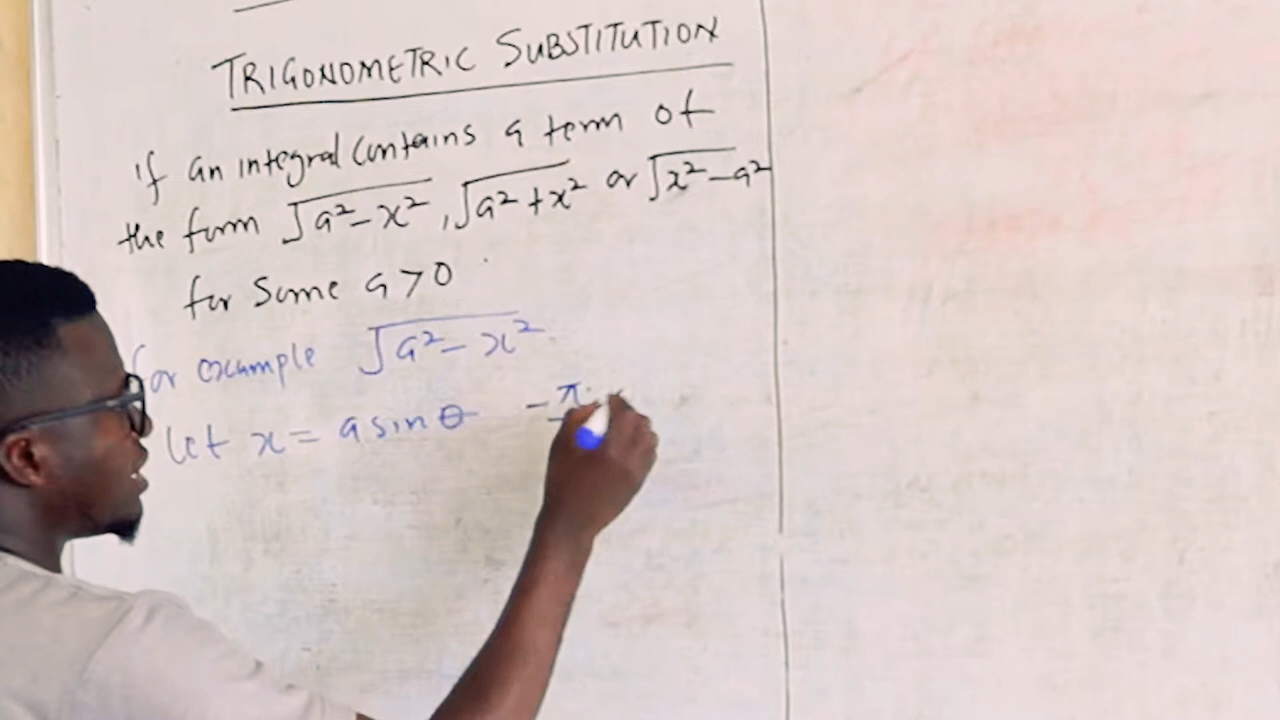 TRIGONOMETRIC SUBSTITUTION
if an integral contains a term of
the form √a²-x², √a²+x² or √x²-a²
for some a>0
for example √a²-x²
let x = a sin θ -π